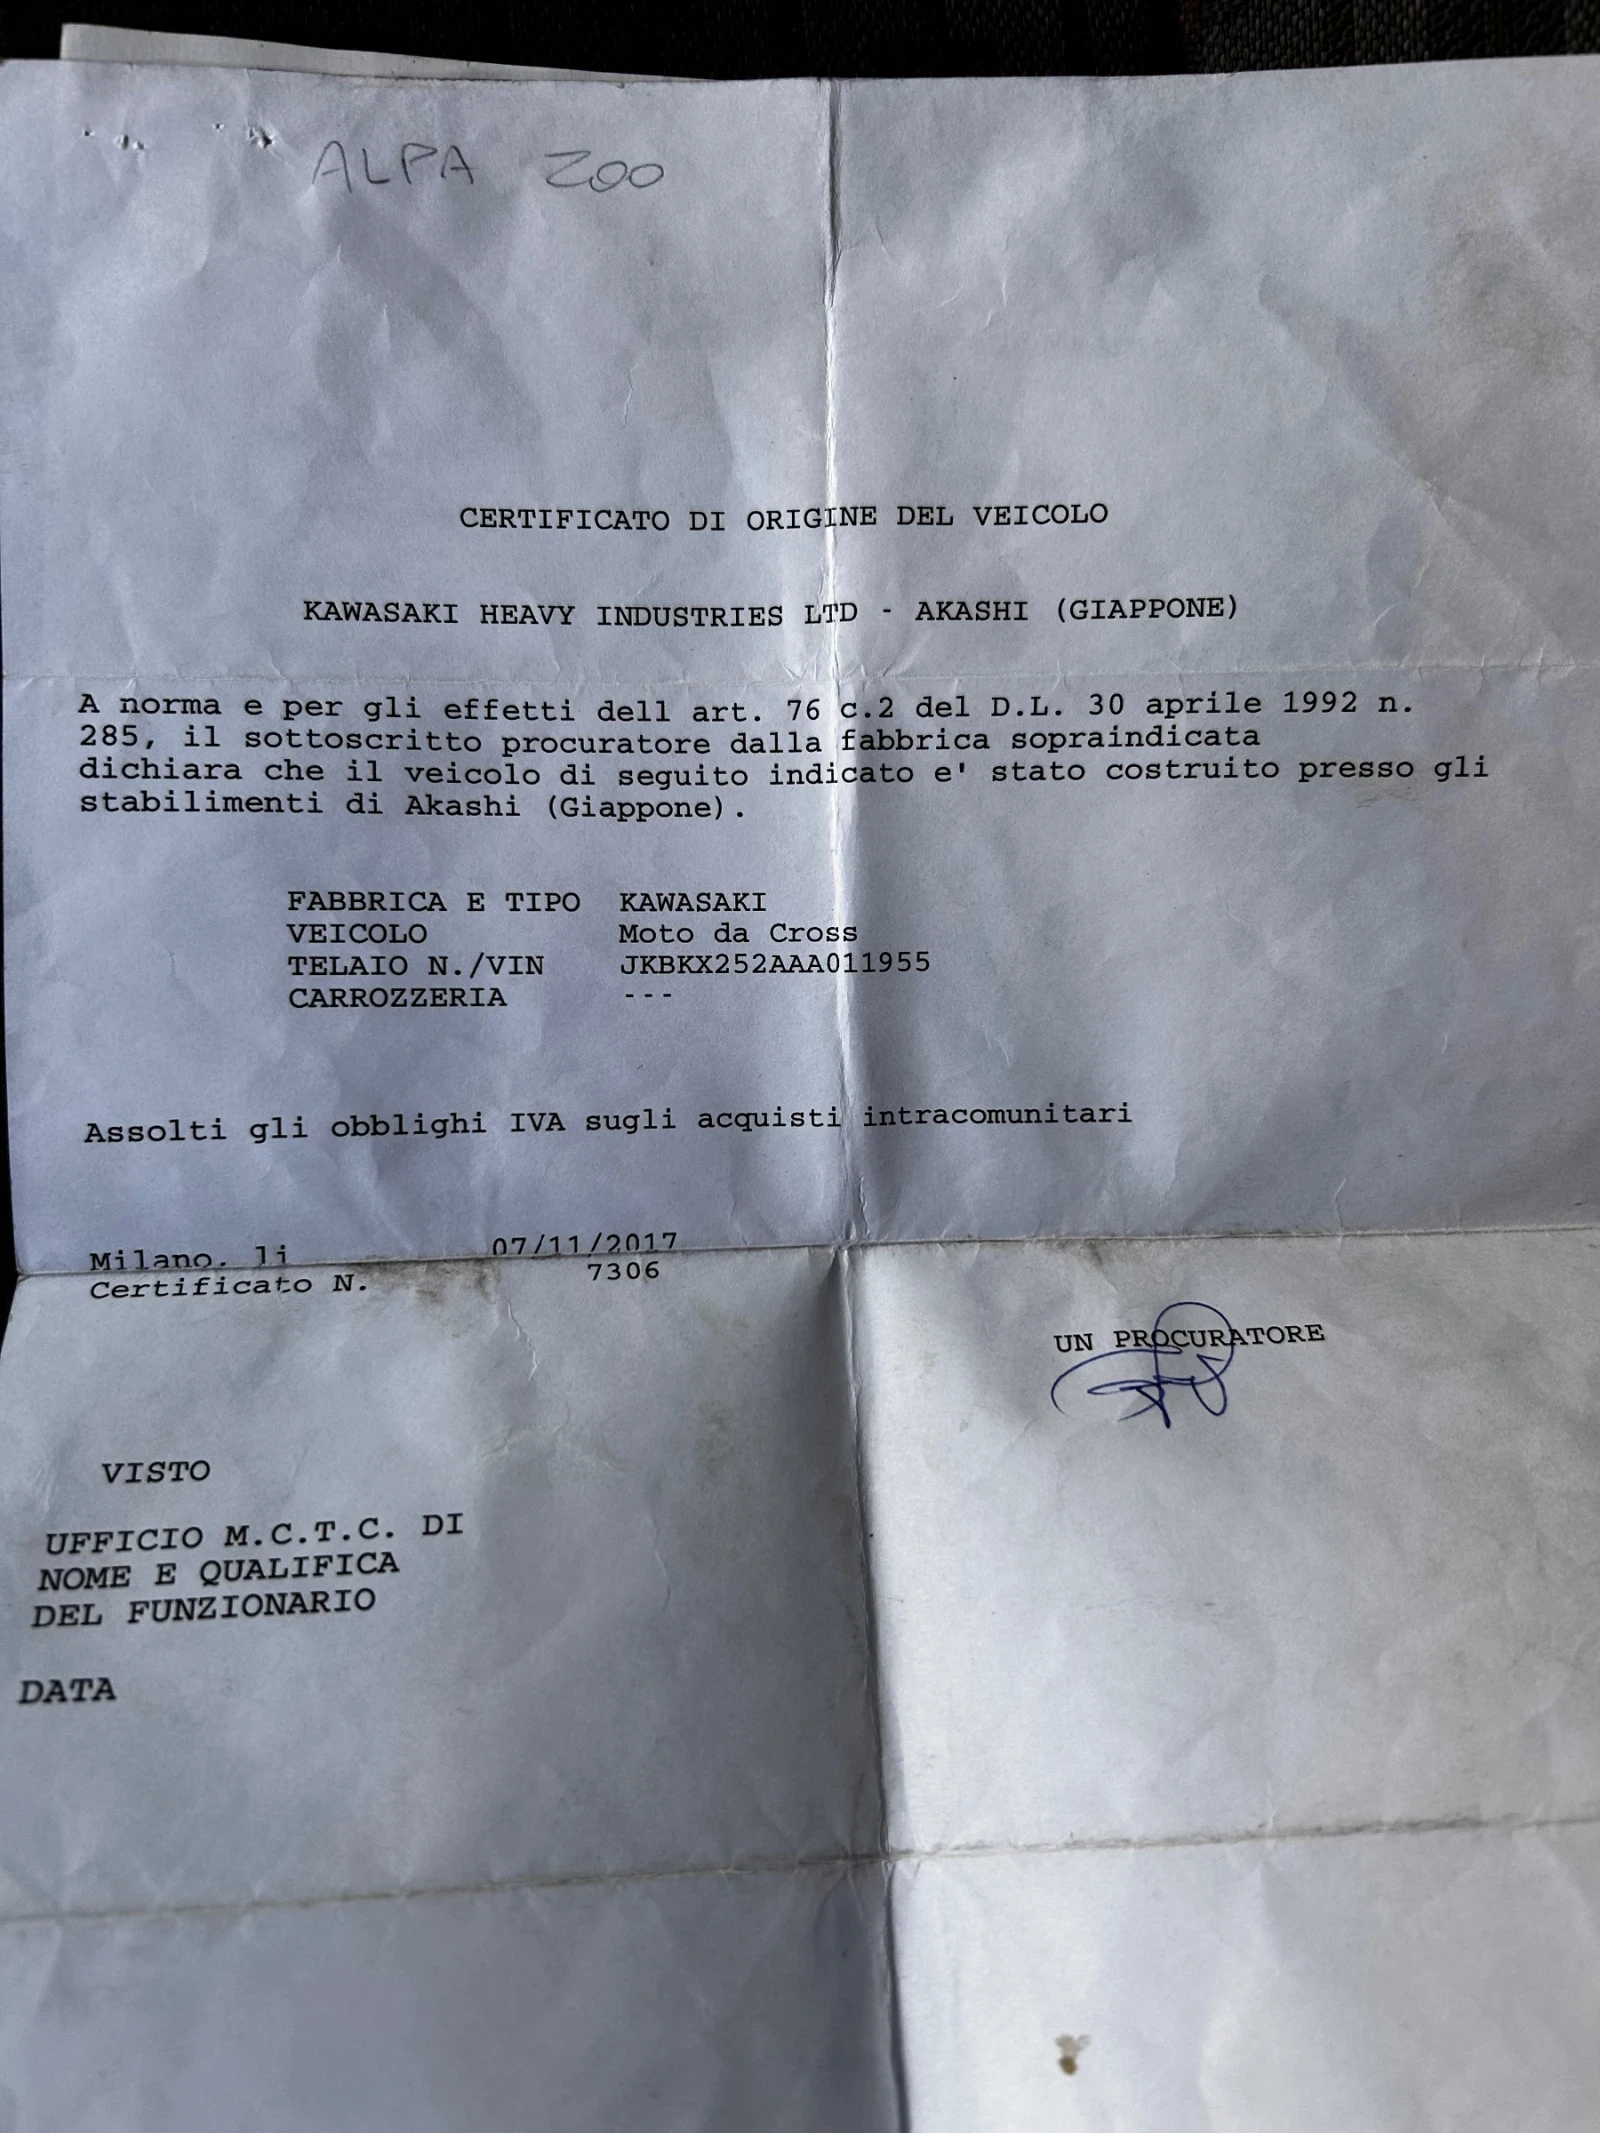 ALPA 200
CERTIFICATO DI ORIGINE DEL VEICOLO
KAWASAKI HEAVY INDUSTRIES LTD - AKASHI (GIAPPONE)
A norma e per gli effetti dell art. 76 c.2 del D.L. 30 aprile 1992 n.
285, il sottoscritto procuratore dalla fabbrica sopraindicata
dichiara che il veicolo di seguito indicato e' stato costruito presso gli
stabilimenti di Akashi (Giappone).
FABBRICA E TIPO KAWASAKI
VEICOLO Moto da Cross
TELAIO N./VIN JKBKX252AAA011955
CARROZZERIA ---
Assolti gli obblighi IVA sugli acquisti intracomunitari
Milano, li 07/11/2017
Certificato N. 7306
UN PROCURATORE
VISTO
UFFICIO M.C.T.C. DI
NOME E QUALIFICA
DEL FUNZIONARIO
DATA